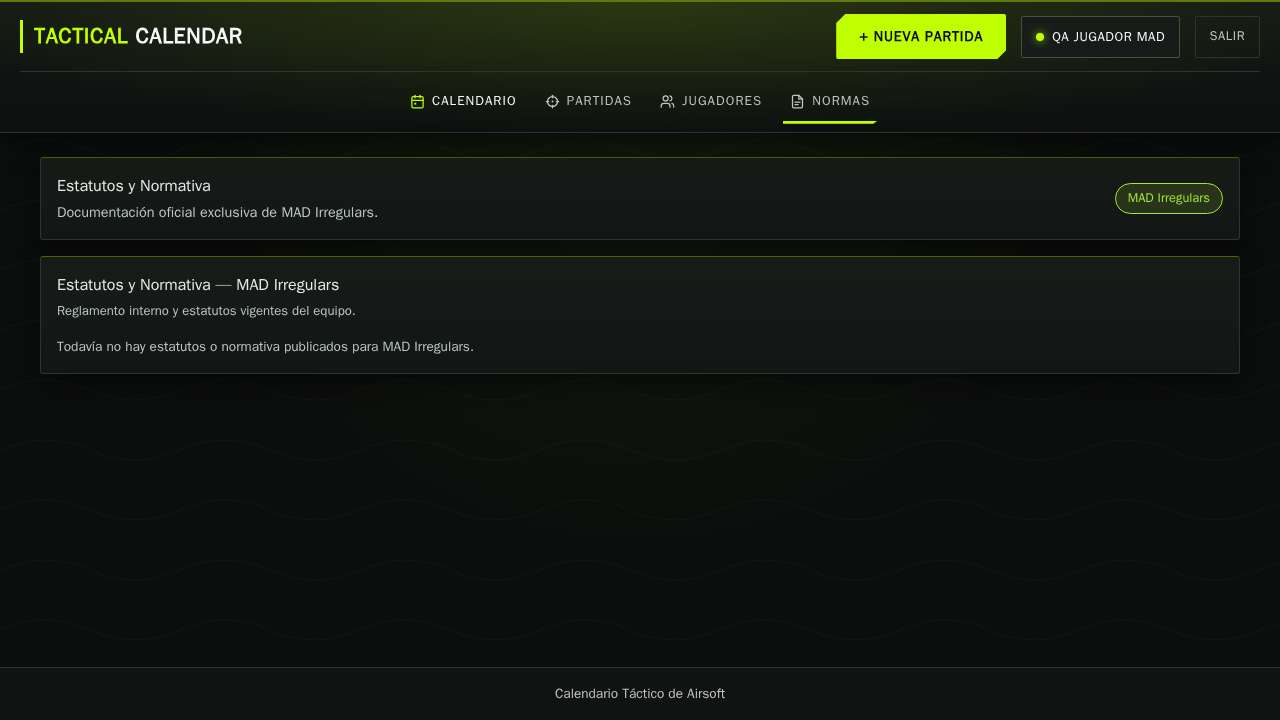 TACTICAL CALENDAR
+ NUEVA PARTIDA
QA JUGADOR MAD
SALIR
CALENDARIO
PARTIDAS
JUGADORES
NORMAS
Estatutos y Normativa
Documentación oficial exclusiva de MAD Irregulars.
MAD Irregulars
Estatutos y Normativa — MAD Irregulars
Reglamento interno y estatutos vigentes del equipo.
Todavía no hay estatutos o normativa publicados para MAD Irregulars.
Calendario Táctico de Airsoft